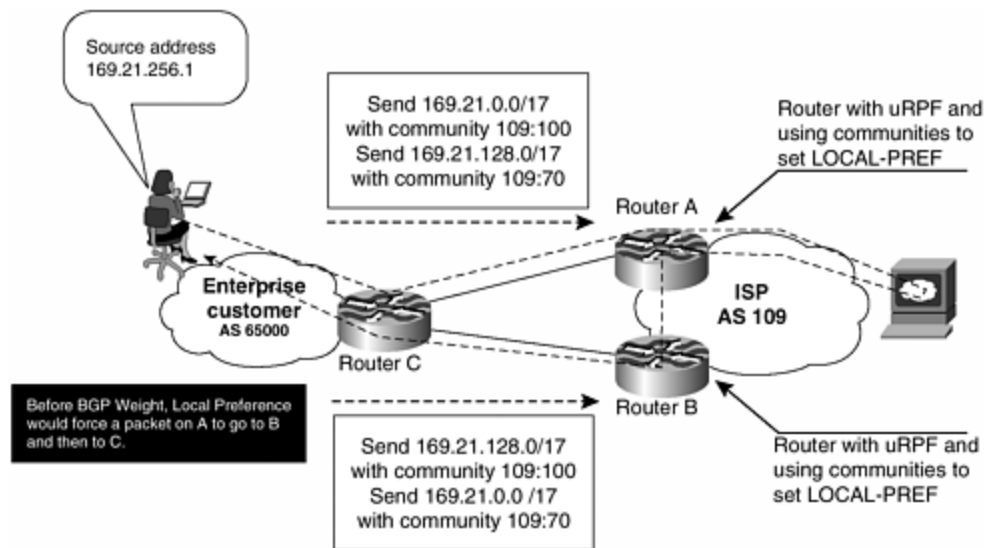 Source address
169.21.256.1
Send 169.21.0.0/17
with community 109:100
Send 169.21.128.0/17
with community 109:70
Router with uRPF and
using communities to
set LOCAL-PREF
Router A
Enterprise
customer
AS 65000
Router C
ISP
AS 109
Router B
Before BGP Weight, Local Preference
would force a packet on A to go to B
and then to C.
Send 169.21.128.0/17
with community 109:100
Send 169.21.0.0 /17
with community 109:70
Router with uRPF and
using communities to
set LOCAL-PREF